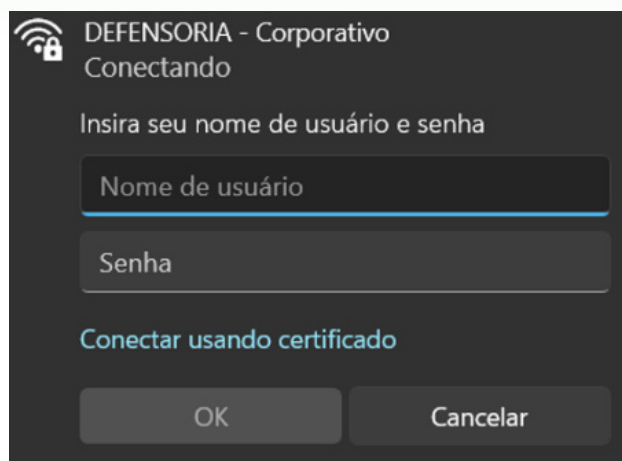 DEFENSORIA - Corporativo
Conectando
Insira seu nome de usuário e senha
Nome de usuário
Senha
Conectar usando certificado
OK
Cancelar